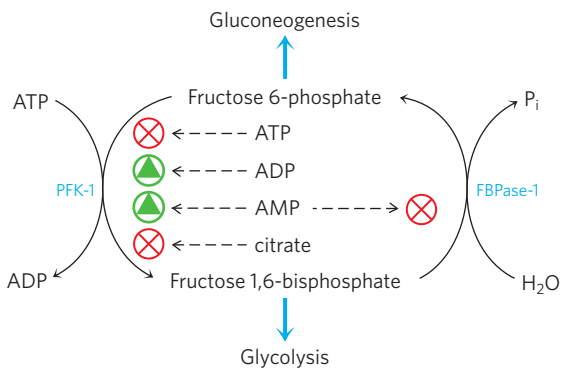 Gluconeogenesis
ATP
Fructose 6-phosphate
Pᵢ
ATP
ADP
PFK-1
FBPase-1
AMP
citrate
ADP
Fructose 1,6-bisphosphate
H₂O
Glycolysis